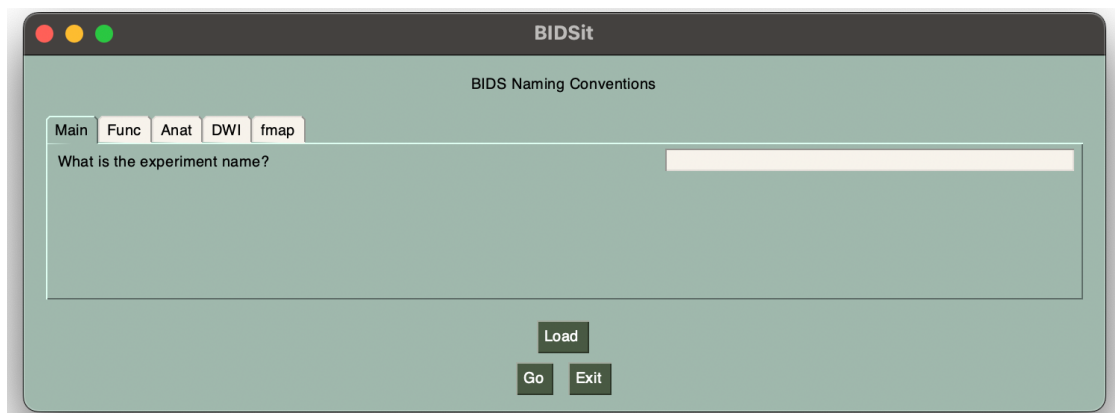 BIDSit
BIDS Naming Conventions
Main Func Anat DWI fmap
What is the experiment name?
Load
Go Exit